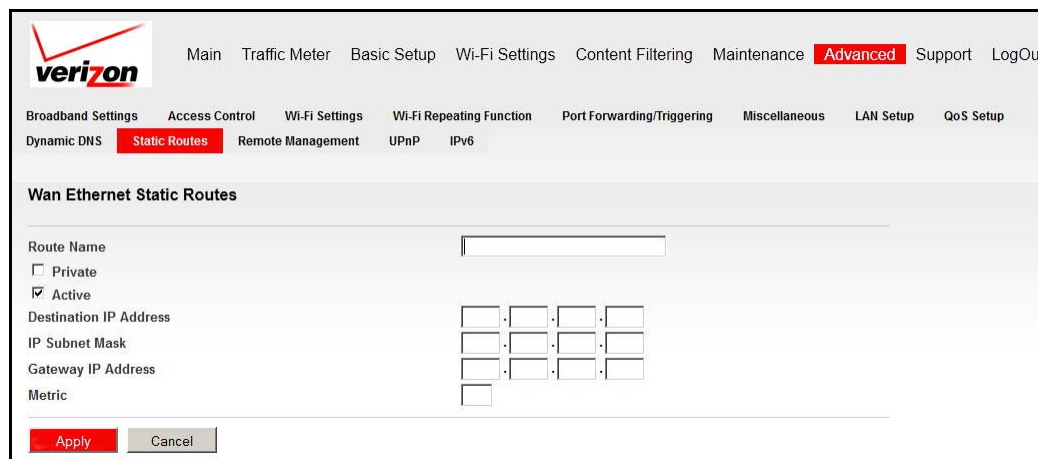 verizon
Main Traffic Meter Basic Setup Wi-Fi Settings Content Filtering Maintenance Advanced Support LogOu
Broadband Settings Access Control Wi-Fi Settings Wi-Fi Repeating Function Port Forwarding/Triggering Miscellaneous LAN Setup QoS Setup
Dynamic DNS Static Routes Remote Management UPnP IPv6
Wan Ethernet Static Routes
Route Name
Private
Active
Destination IP Address . . .
IP Subnet Mask . . .
Gateway IP Address . . .
Metric
Apply Cancel